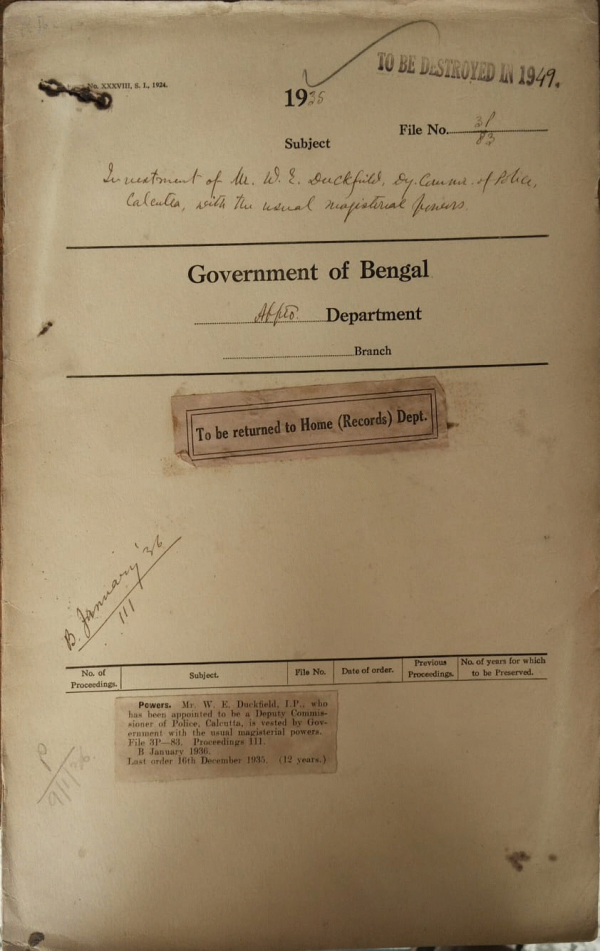 No. XXXVIII, S. I., 1924.
TO BE DESTROYED IN 1949.
1935
File No. 3P/83
Subject
Investment of Mr. W. E. Duckfield, Dy. Commr. of Police,
Calcutta, with the usual magisterial powers.
Government of Bengal
Apptt. Department
Branch
To be returned to Home (Records) Dept.
B. January '36
111
No. of Proceedings. Subject. File No. Date of order. Previous Proceedings. No. of years for which to be Preserved.
Powers. Mr. W. E. Duckfield, I.P., who
has been appointed to be a Deputy Commis-
sioner of Police, Calcutta, is vested by Gov-
ernment with the usual magisterial powers.
File 3P—83. Proceedings 111.
B January 1936.
Last order 16th December 1935. (12 years.)
P
9/1/36